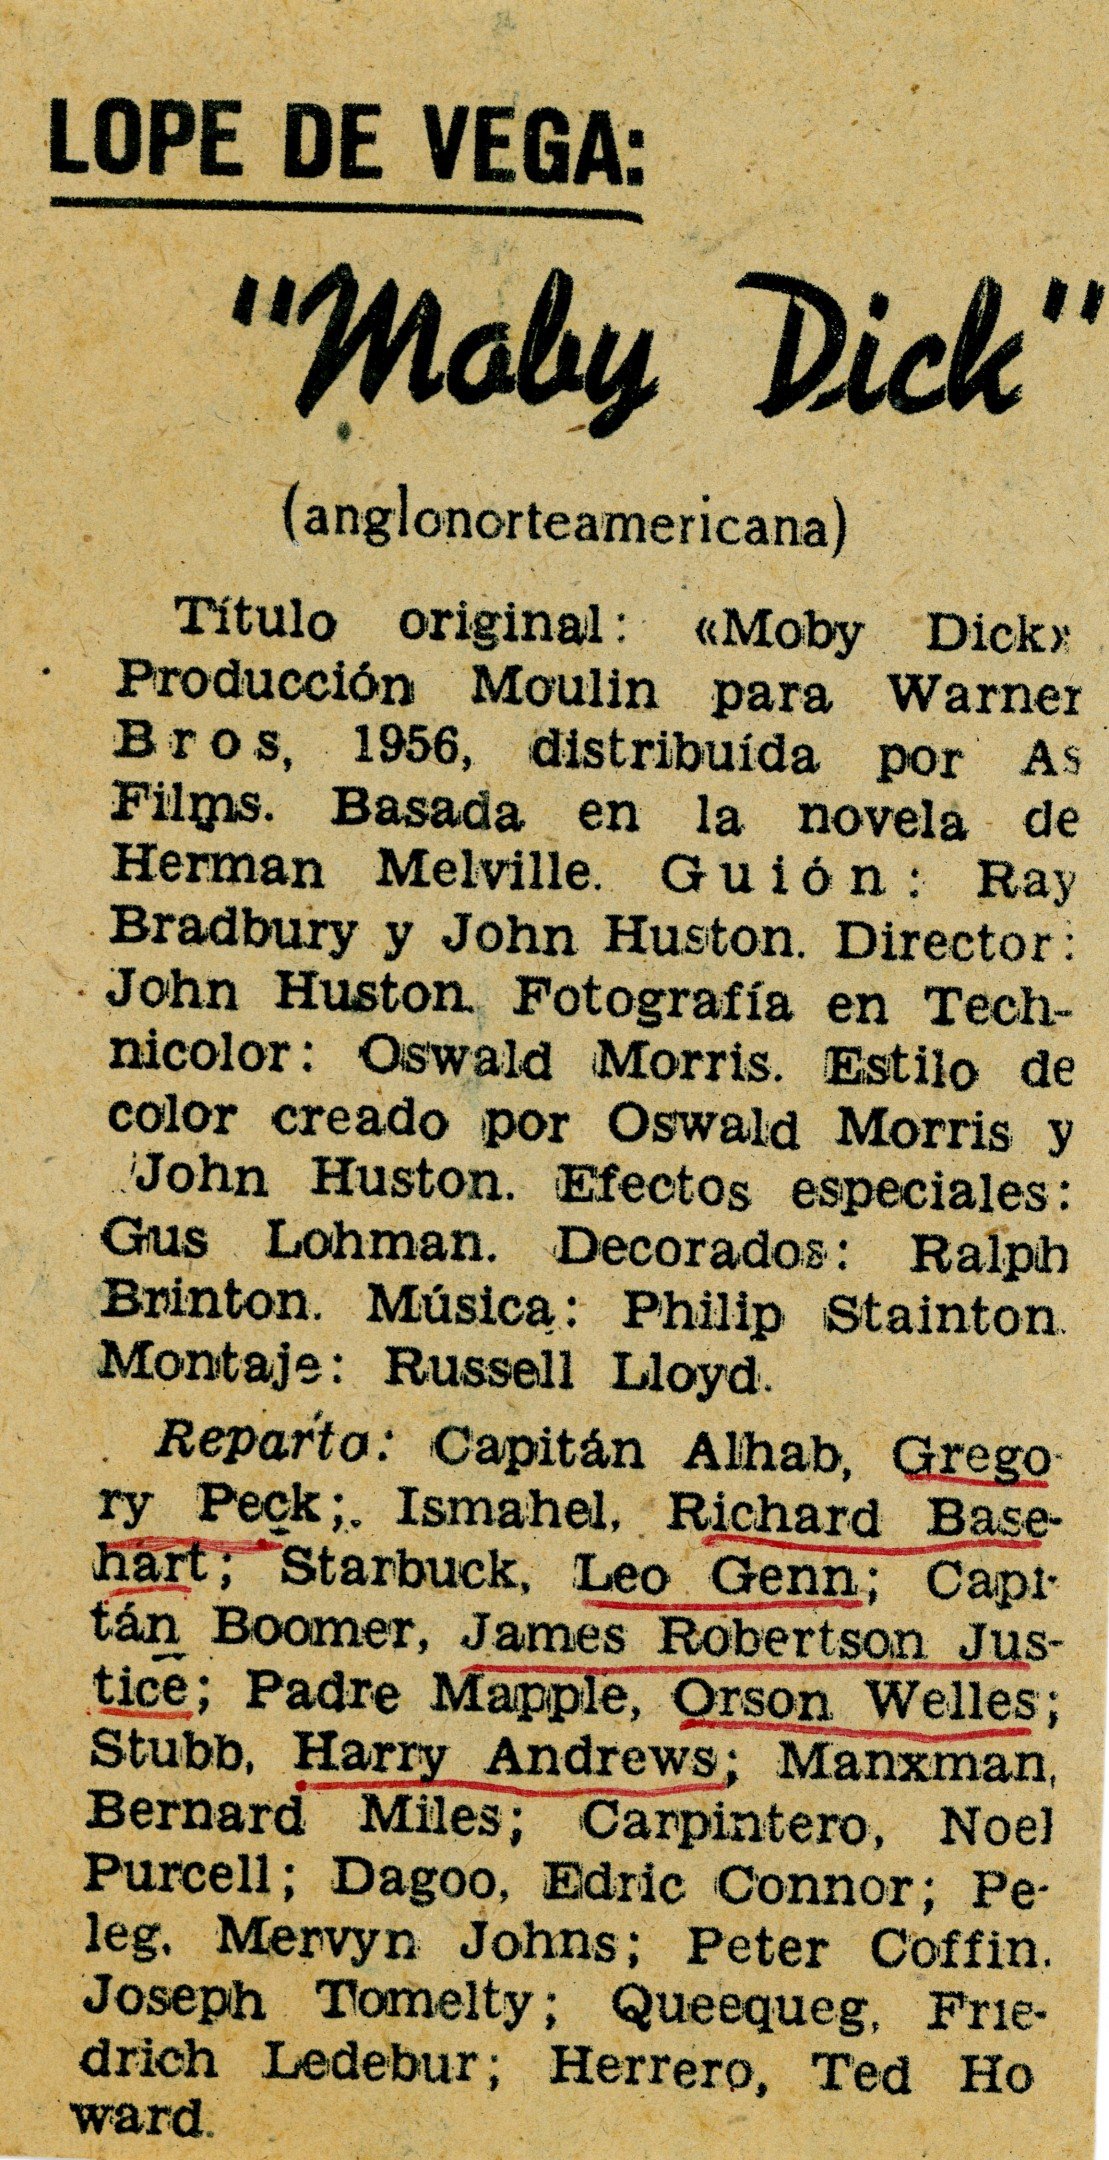 LOPE DE VEGA:
"Moby Dick"
(anglonorteamericana)
Título original: «Moby Dick»
Producción Moulin para Warner
Bros, 1956, distribuída por As
Films. Basada en la novela de
Herman Melville. Guión: Ray
Bradbury y John Huston. Director:
John Huston. Fotografía en Tech-
nicolor: Oswald Morris. Estilo de
color creado por Oswald Morris y
John Huston. Efectos especiales:
Gus Lohman. Decorados: Ralph
Brinton. Música: Philip Stainton.
Montaje: Russell Lloyd.
Reparto: Capitán Alhab, Grego-
ry Peck; Ismahel, Richard Base-
hart; Starbuck, Leo Genn; Capi-
tán Boomer, James Robertson Jus-
tice; Padre Mapple, Orson Welles;
Stubb, Harry Andrews; Manxman,
Bernard Miles; Carpintero, Noel
Purcell; Dagoo, Edric Connor; Pe-
leg, Mervyn Johns; Peter Coffin,
Joseph Tomelty; Queequeg, Frie-
drich Ledebur; Herrero, Ted Ho
ward.